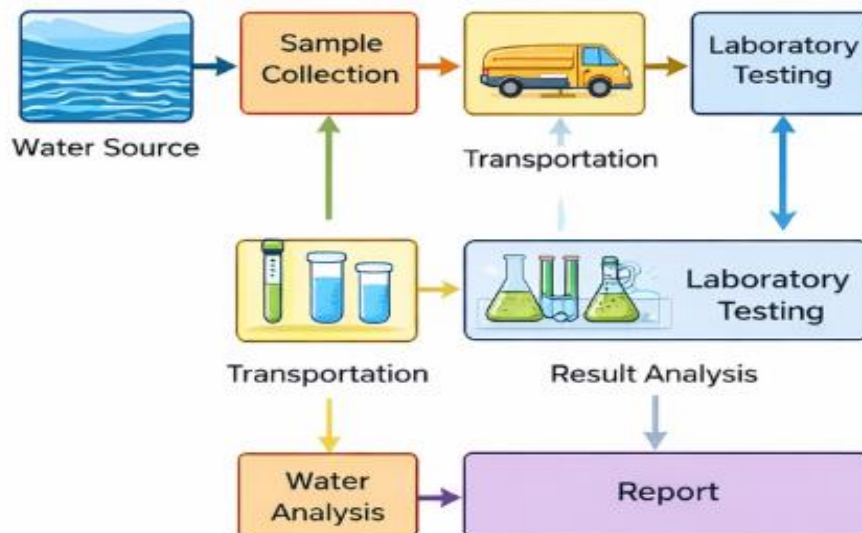 Sample
Collection
Laboratory
Testing
Water Source
Transportation
Laboratory
Testing
Transportation
Result Analysis
Water
Analysis
Report